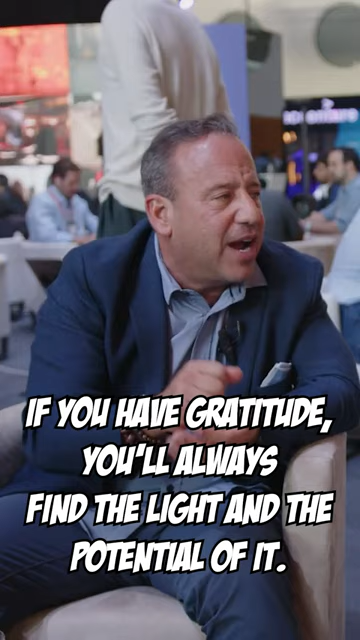 IF YOU HAVE GRATITUDE,
YOU'LL ALWAYS
FIND THE LIGHT AND THE
POTENTIAL OF IT.